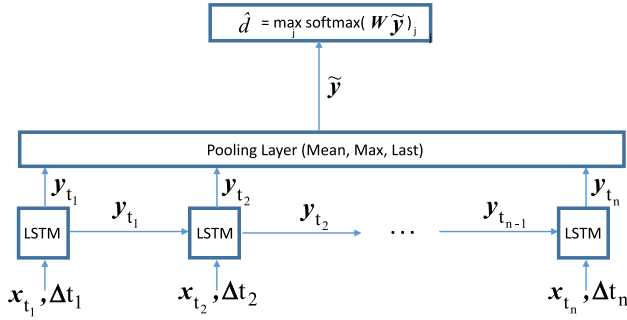 d̂ = max_j softmax( W ỹ )_j
ỹ
Pooling Layer (Mean, Max, Last)
y_t₁ y_t₂ y_tₙ
y_t₁ y_t₂ y_tₙ₋₁
LSTM LSTM ... LSTM
x_t₁ , Δt₁ x_t₂ , Δt₂ x_tₙ , Δtₙ